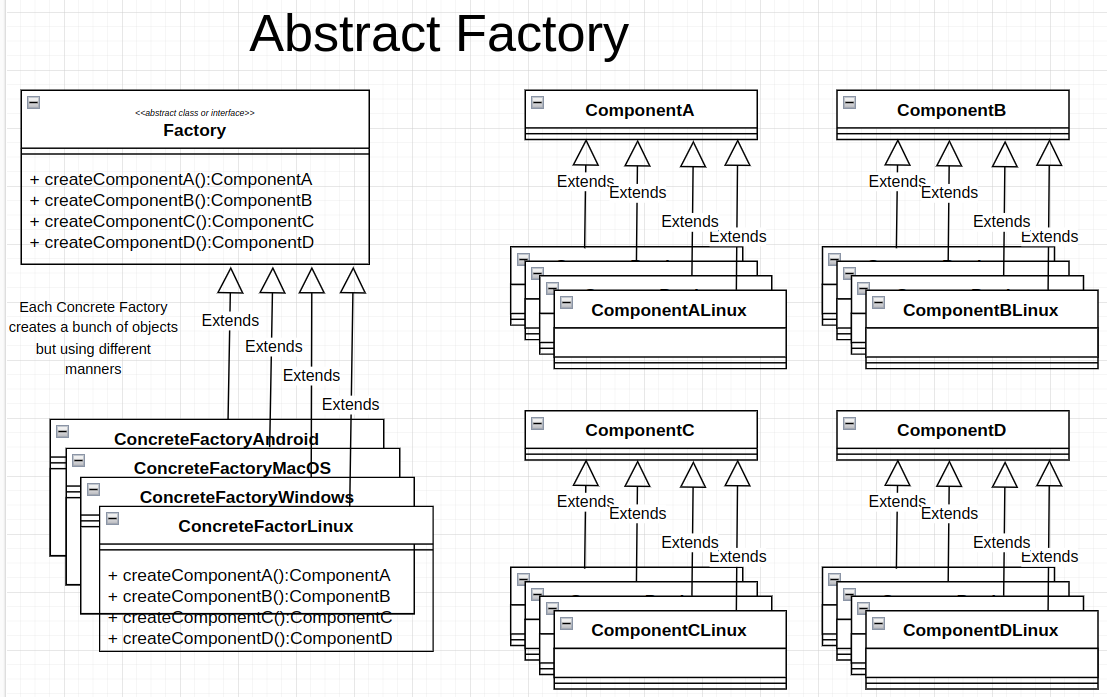 Abstract Factory
<<abstract class or interface>>
Factory
+ createComponentA():ComponentA
+ createComponentB():ComponentB
+ createComponentC():ComponentC
+ createComponentD():ComponentD
Each Concrete Factory
creates a bunch of objects
but using different
manners
Extends
Extends
Extends
Extends
ConcreteFactoryAndroid
ConcreteFactoryMacOS
ConcreteFactoryWindows
ConcreteFactorLinux
+ createComponentA():ComponentA
+ createComponentB():ComponentB
+ createComponentC():ComponentC
+ createComponentD():ComponentD
ComponentA
Extends
Extends
Extends
Extends
ComponentALinux
ComponentB
Extends
Extends
Extends
Extends
ComponentBLinux
ComponentC
Extends
Extends
Extends
Extends
ComponentCLinux
ComponentD
Extends
Extends
Extends
Extends
ComponentDLinux